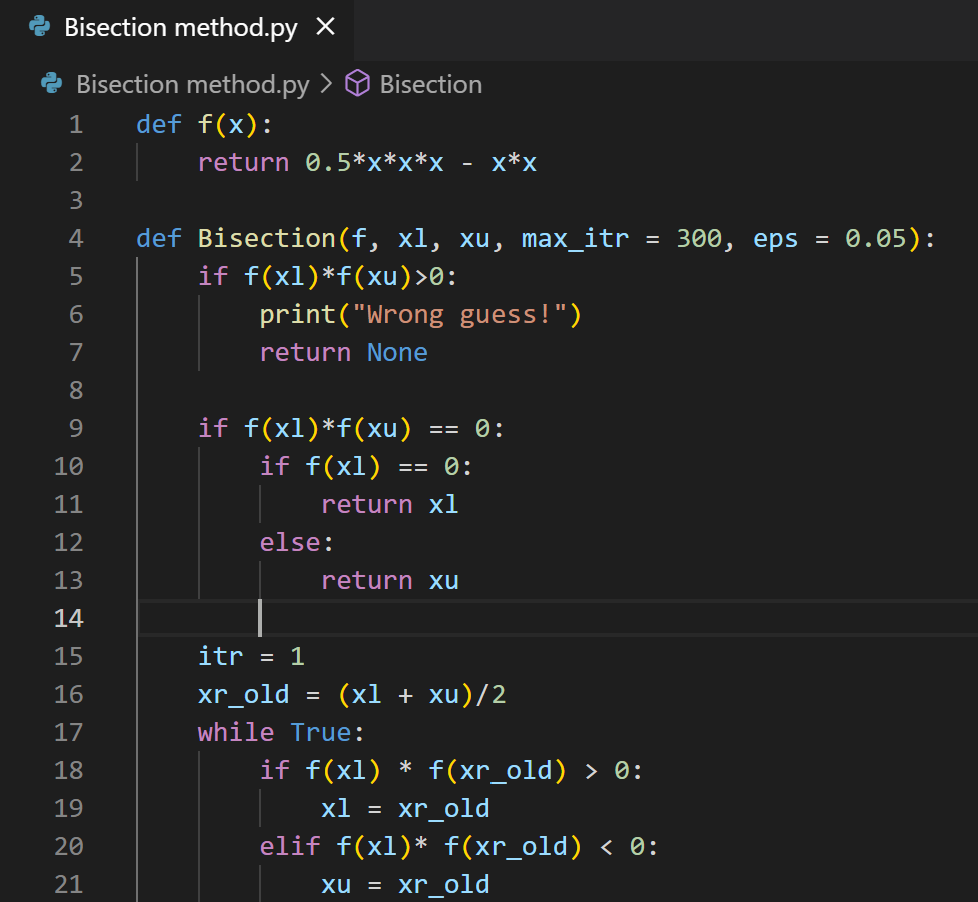 Bisection method.py ×
Bisection method.py > Bisection
1 def f(x):
2     return 0.5*x*x*x - x*x
3
4 def Bisection(f, xl, xu, max_itr = 300, eps = 0.05):
5     if f(xl)*f(xu)>0:
6         print("Wrong guess!")
7         return None
8
9     if f(xl)*f(xu) == 0:
10         if f(xl) == 0:
11             return xl
12         else:
13             return xu
14
15     itr = 1
16     xr_old = (xl + xu)/2
17     while True:
18         if f(xl) * f(xr_old) > 0:
19             xl = xr_old
20         elif f(xl)* f(xr_old) < 0:
21             xu = xr_old